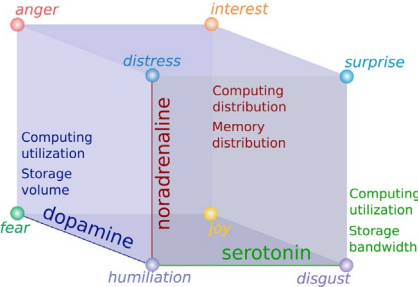 anger
interest
distress
surprise
Computing
distribution
Memory
distribution
noradrenaline
Computing
utilization
Storage
volume
Computing
utilization
Storage
bandwidth
dopamine
fear
joy
serotonin
humiliation
disgust